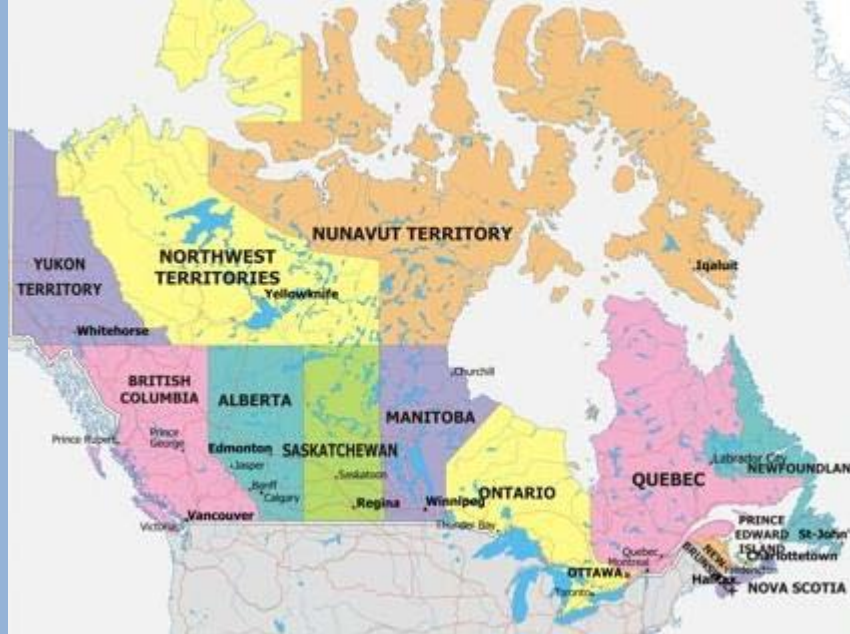 NUNAVUT TERRITORY
Iqaluit
NORTHWEST
TERRITORIES
Yellowknife
YUKON
TERRITORY
Whitehorse
BRITISH
COLUMBIA
ALBERTA
SASKATCHEWAN
MANITOBA
Churchill
Prince Rupert
Prince
George
Edmonton
Jasper
Banff
Calgary
Saskatoon
Regina
Winnipeg
Vancouver
Victoria
ONTARIO
Thunder Bay
OTTAWA
Toronto
QUEBEC
Quebec
Montreal
Labrador City
NEWFOUNDLAN
PRINCE
EDWARD
ISLAND
St-John'
Charlottetown
NEW
Halifax
NOVA SCOTIA